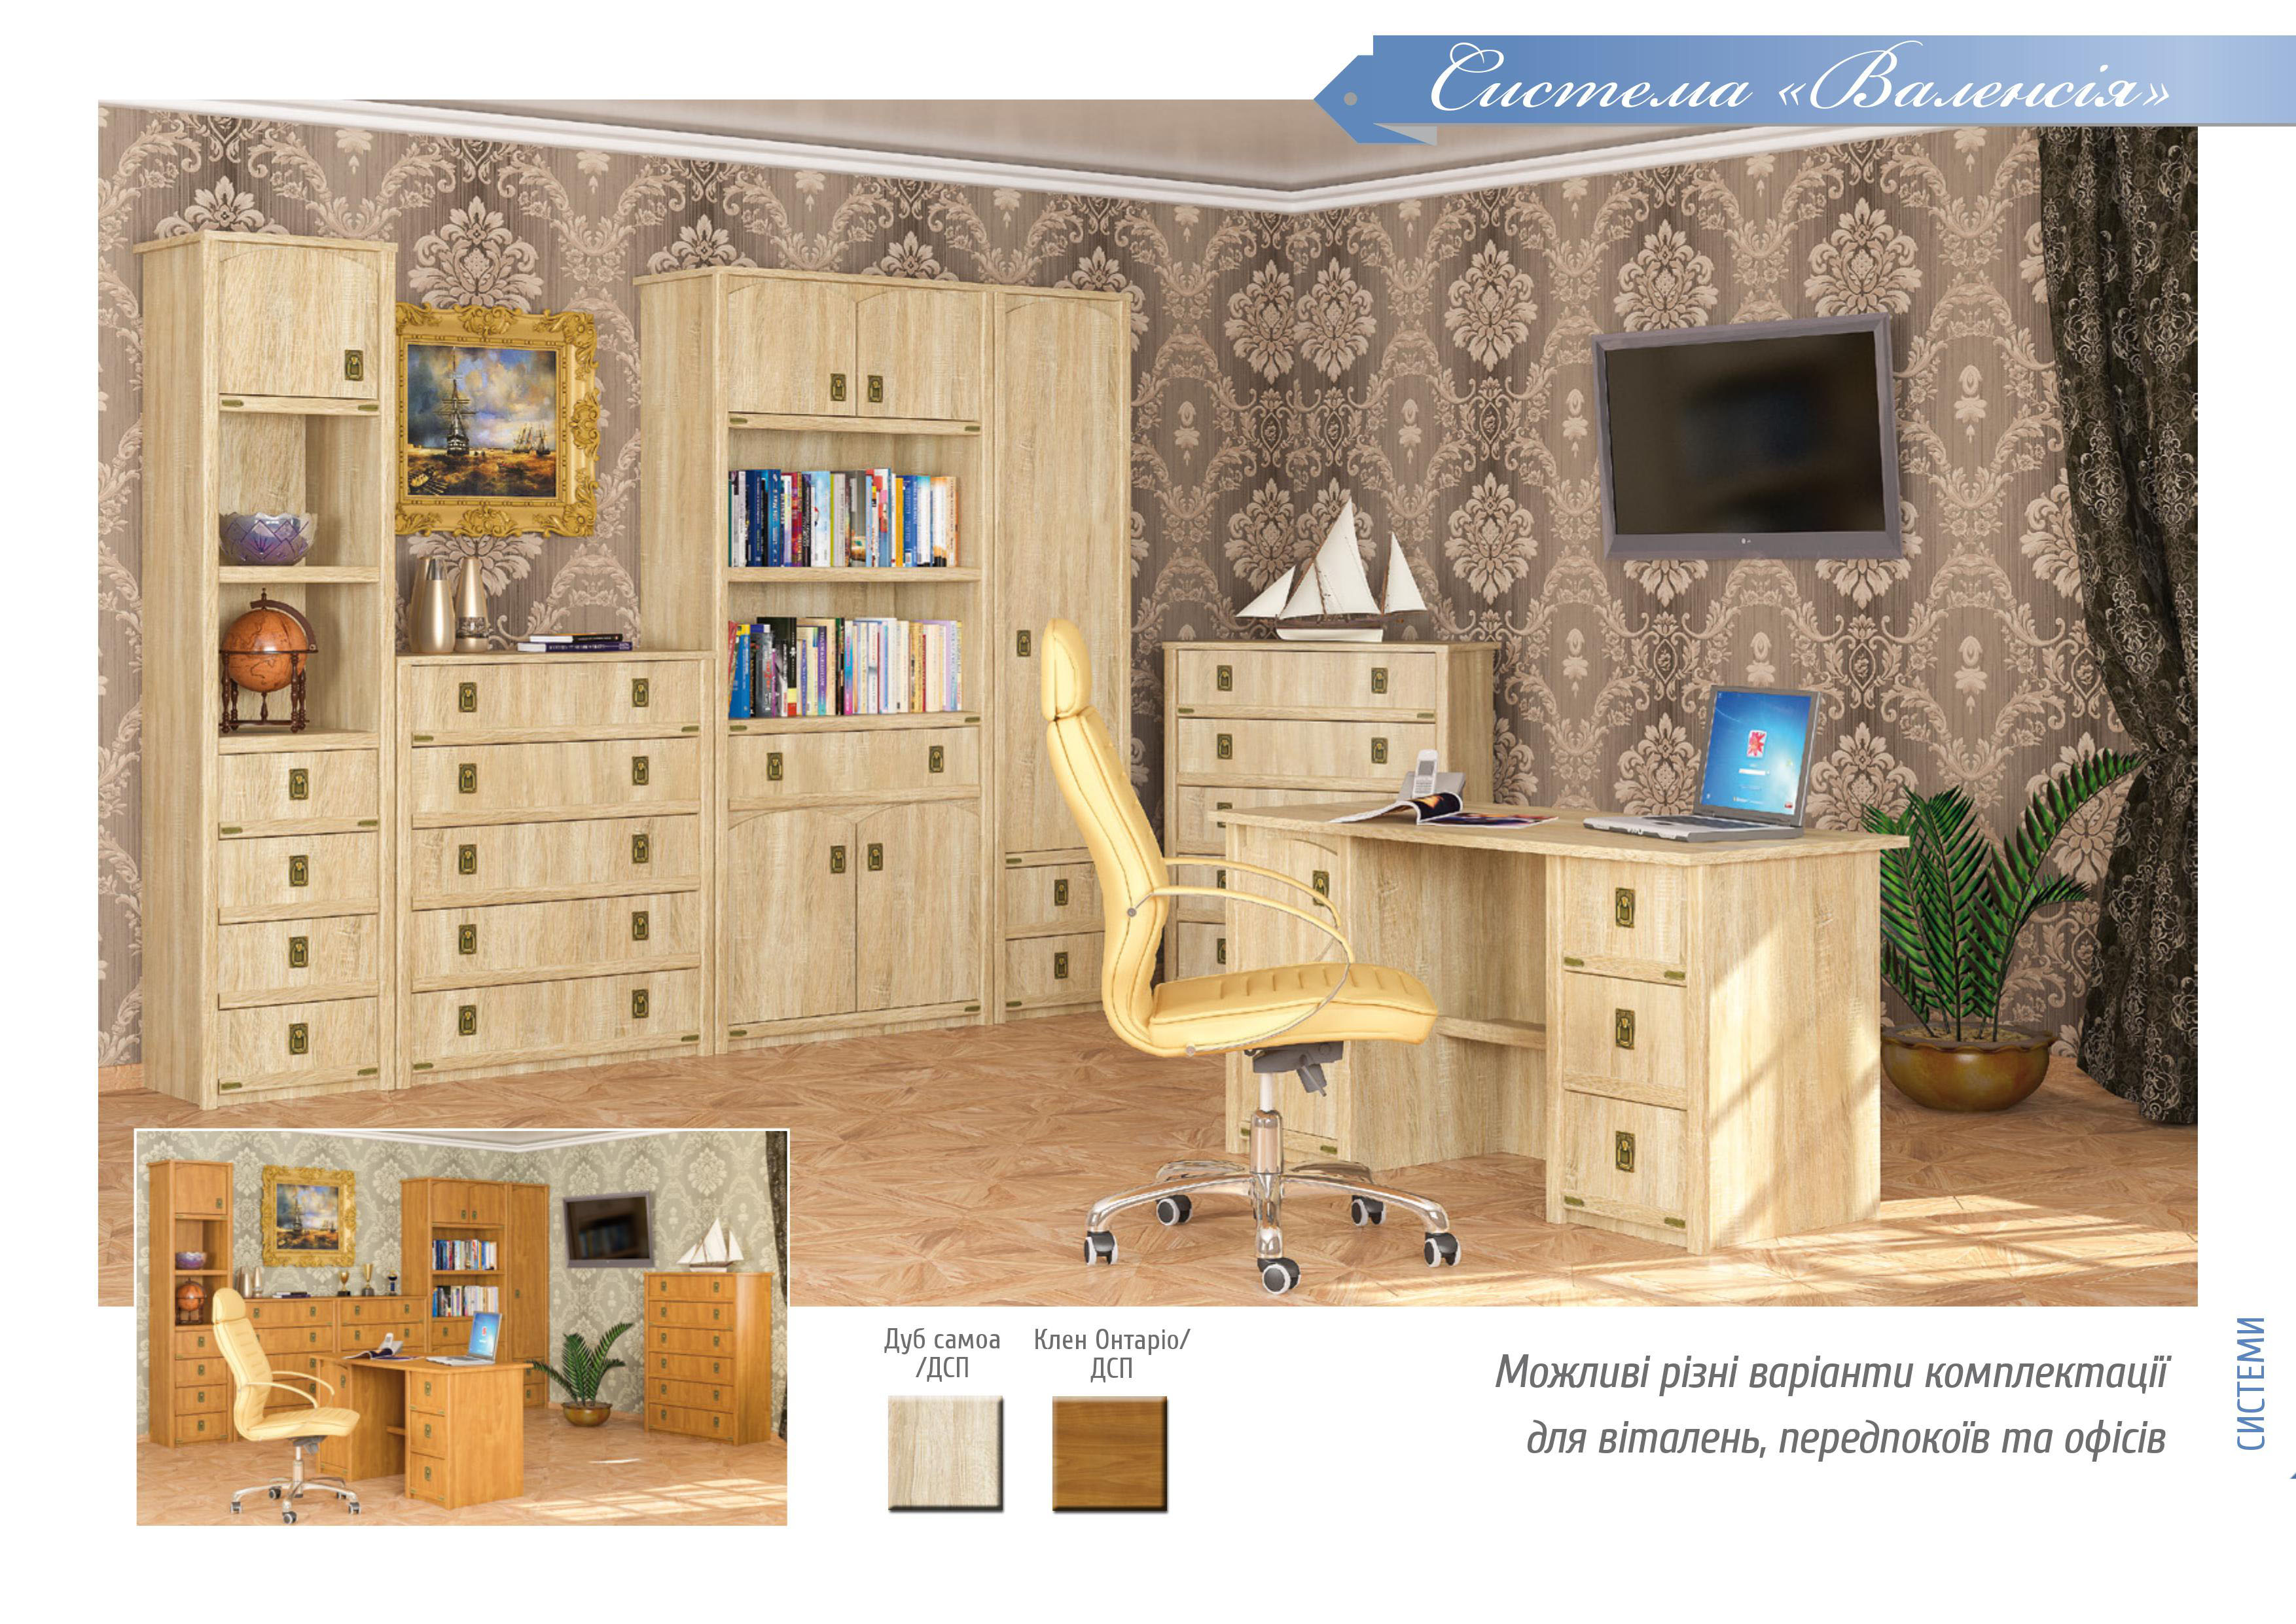 Система «Валенсія»
Дуб самоа
/ДСП
Клен Онтаріо/
ДСП
Можливі різні варіанти комплектації
для віталень, передпокоїв та офісів
СИСТЕМИ